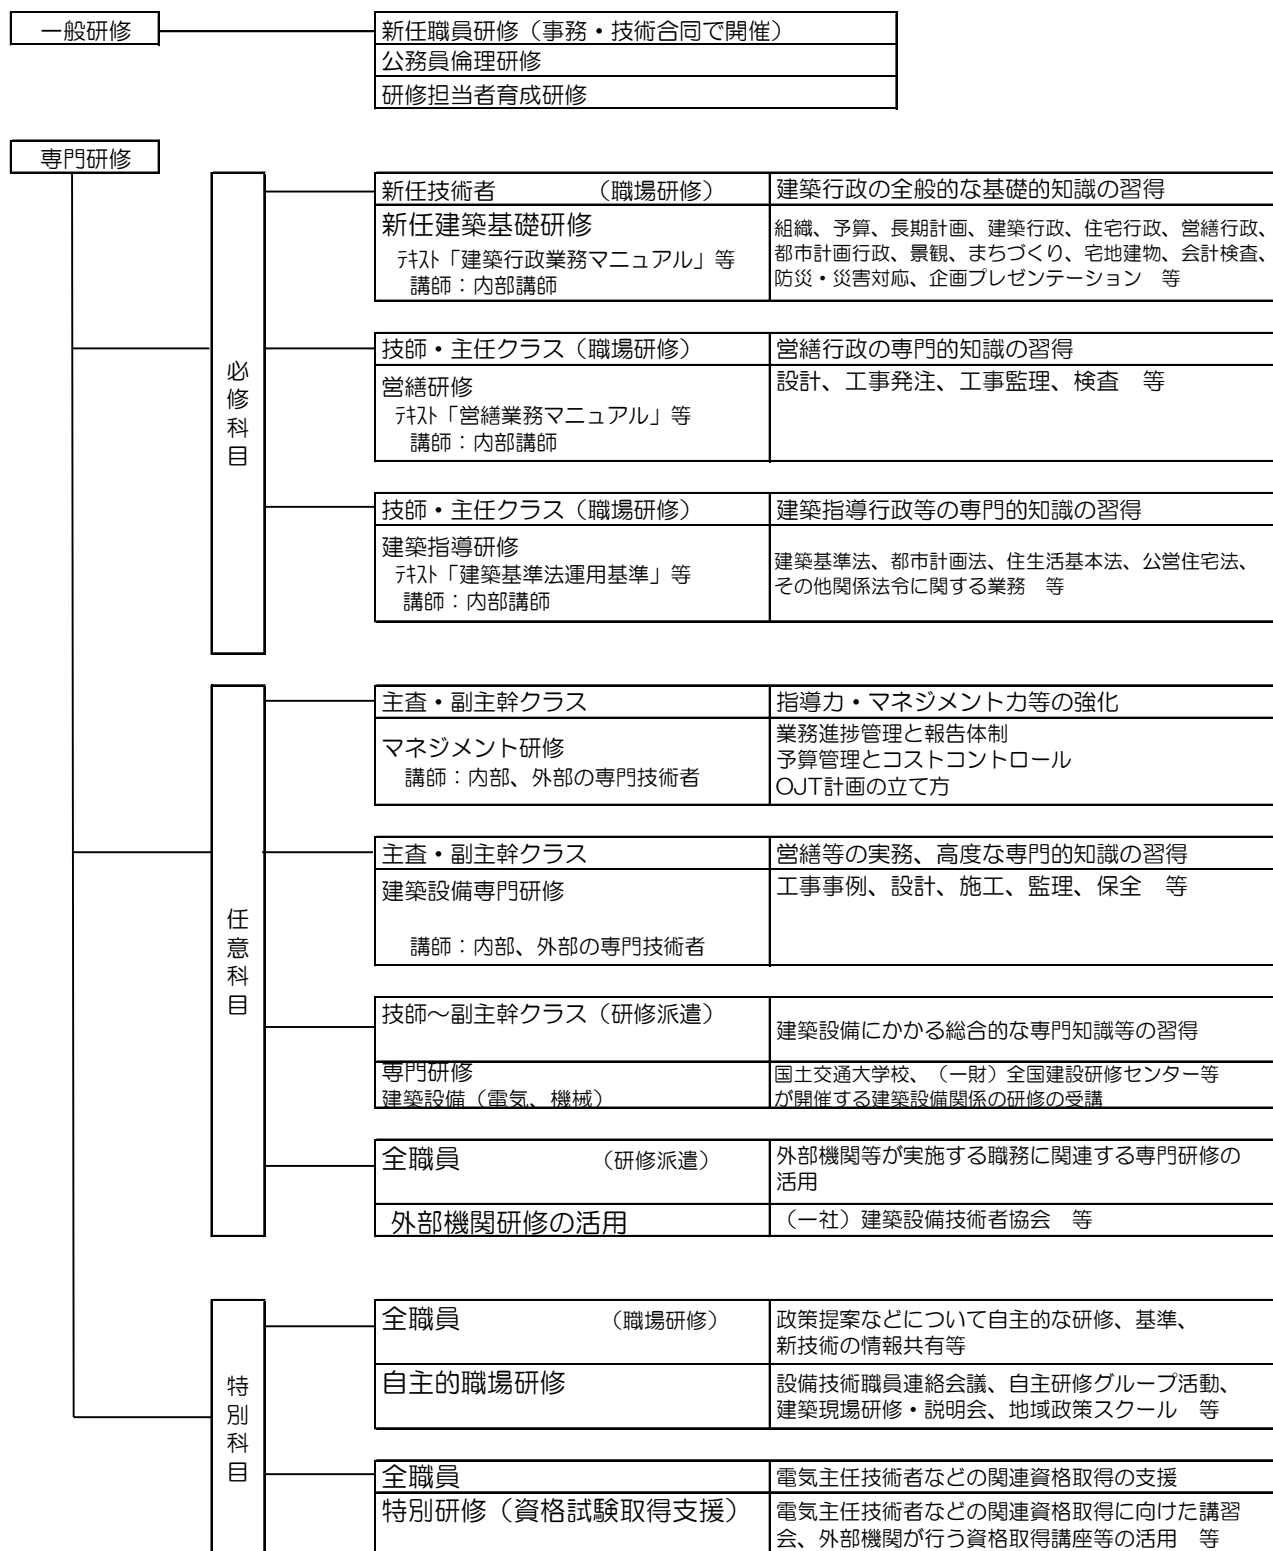 一般研修
新任職員研修（事務・技術合同で開催）
公務員倫理研修
研修担当者育成研修
専門研修
必修科目
新任技術者　（職場研修）
建築行政の全般的な基礎的知識の習得
新任建築基礎研修
ﾃｷｽﾄ「建築行政業務マニュアル」等
講師：内部講師
組織、予算、長期計画、建築行政、住宅行政、営繕行政、
都市計画行政、景観、まちづくり、宅地建物、会計検査、
防災・災害対応、企画プレゼンテーション　等
技師・主任クラス（職場研修）
営繕行政の専門的知識の習得
営繕研修
ﾃｷｽﾄ「営繕業務マニュアル」等
講師：内部講師
設計、工事発注、工事監理、検査　等
技師・主任クラス（職場研修）
建築指導行政等の専門的知識の習得
建築指導研修
ﾃｷｽﾄ「建築基準法運用基準」等
講師：内部講師
建築基準法、都市計画法、住生活基本法、公営住宅法、
その他関係法令に関する業務　等
任意科目
主査・副主幹クラス
指導力・マネジメント力等の強化
マネジメント研修
講師：内部、外部の専門技術者
業務進捗管理と報告体制
予算管理とコストコントロール
OJT計画の立て方
主査・副主幹クラス
営繕等の実務、高度な専門的知識の習得
建築設備専門研修
講師：内部、外部の専門技術者
工事事例、設計、施工、監理、保全　等
技師～副主幹クラス（研修派遣）
建築設備にかかる総合的な専門知識等の習得
専門研修
建築設備（電気、機械）
国土交通大学校、（一財）全国建設研修センター等
が開催する建築設備関係の研修の受講
全職員　（研修派遣）
外部機関等が実施する職務に関連する専門研修の
活用
外部機関研修の活用
（一社）建築設備技術者協会　等
特別科目
全職員　（職場研修）
政策提案などについて自主的な研修、基準、
新技術の情報共有等
自主的職場研修
設備技術職員連絡会議、自主研修グループ活動、
建築現場研修・説明会、地域政策スクール　等
全職員
電気主任技術者などの関連資格取得の支援
特別研修（資格試験取得支援）
電気主任技術者などの関連資格取得に向けた講習
会、外部機関が行う資格取得講座等の活用　等